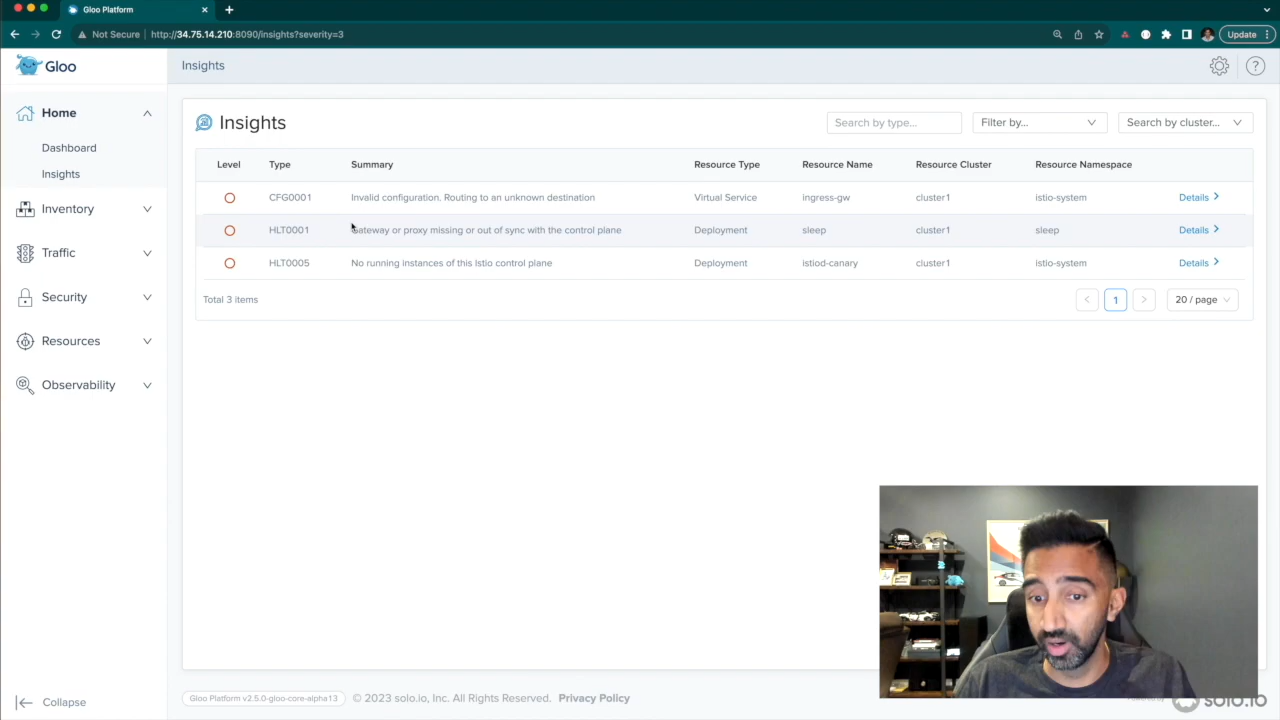 Gloo Platform
Not Secure http://34.75.14.210:8090/insights?severity=3
Update
Gloo
Insights
Home
Dashboard
Insights
Inventory
Traffic
Security
Resources
Observability
Collapse
Insights
Search by type...
Filter by...
Search by cluster...
Level Type Summary Resource Type Resource Name Resource Cluster Resource Namespace
CFG0001 Invalid configuration. Routing to an unknown destination Virtual Service ingress-gw cluster1 istio-system Details
HLT0001 Gateway or proxy missing or out of sync with the control plane Deployment sleep cluster1 sleep Details
HLT0005 No running instances of this Istio control plane Deployment istiod-canary cluster1 istio-system Details
Total 3 items
1
20 / page
Gloo Platform v2.5.0-gloo-core-alpha13 © 2023 solo.io, Inc. All Rights Reserved. Privacy Policy
solo.io